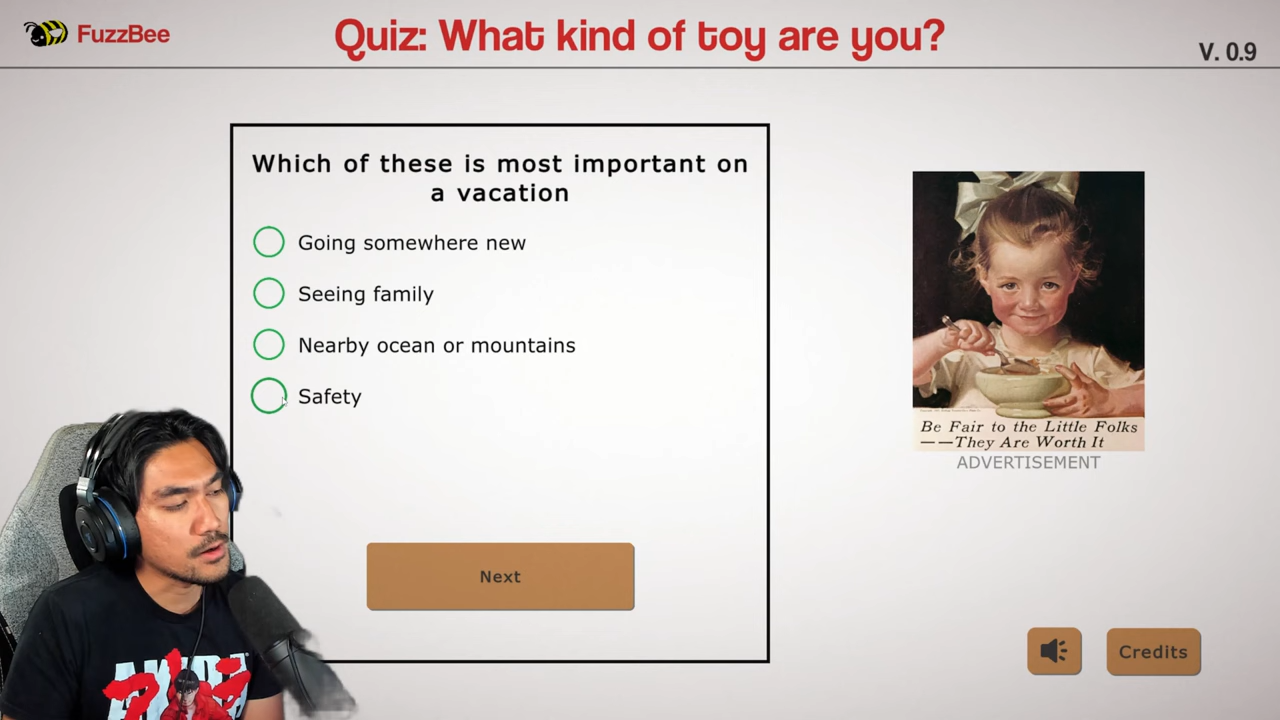 FuzzBee
Quiz: What kind of toy are you?
V. 0.9
Which of these is most important on
a vacation
Going somewhere new
Seeing family
Nearby ocean or mountains
Safety
Next
Be Fair to the Little Folks
——They Are Worth It
ADVERTISEMENT
Credits